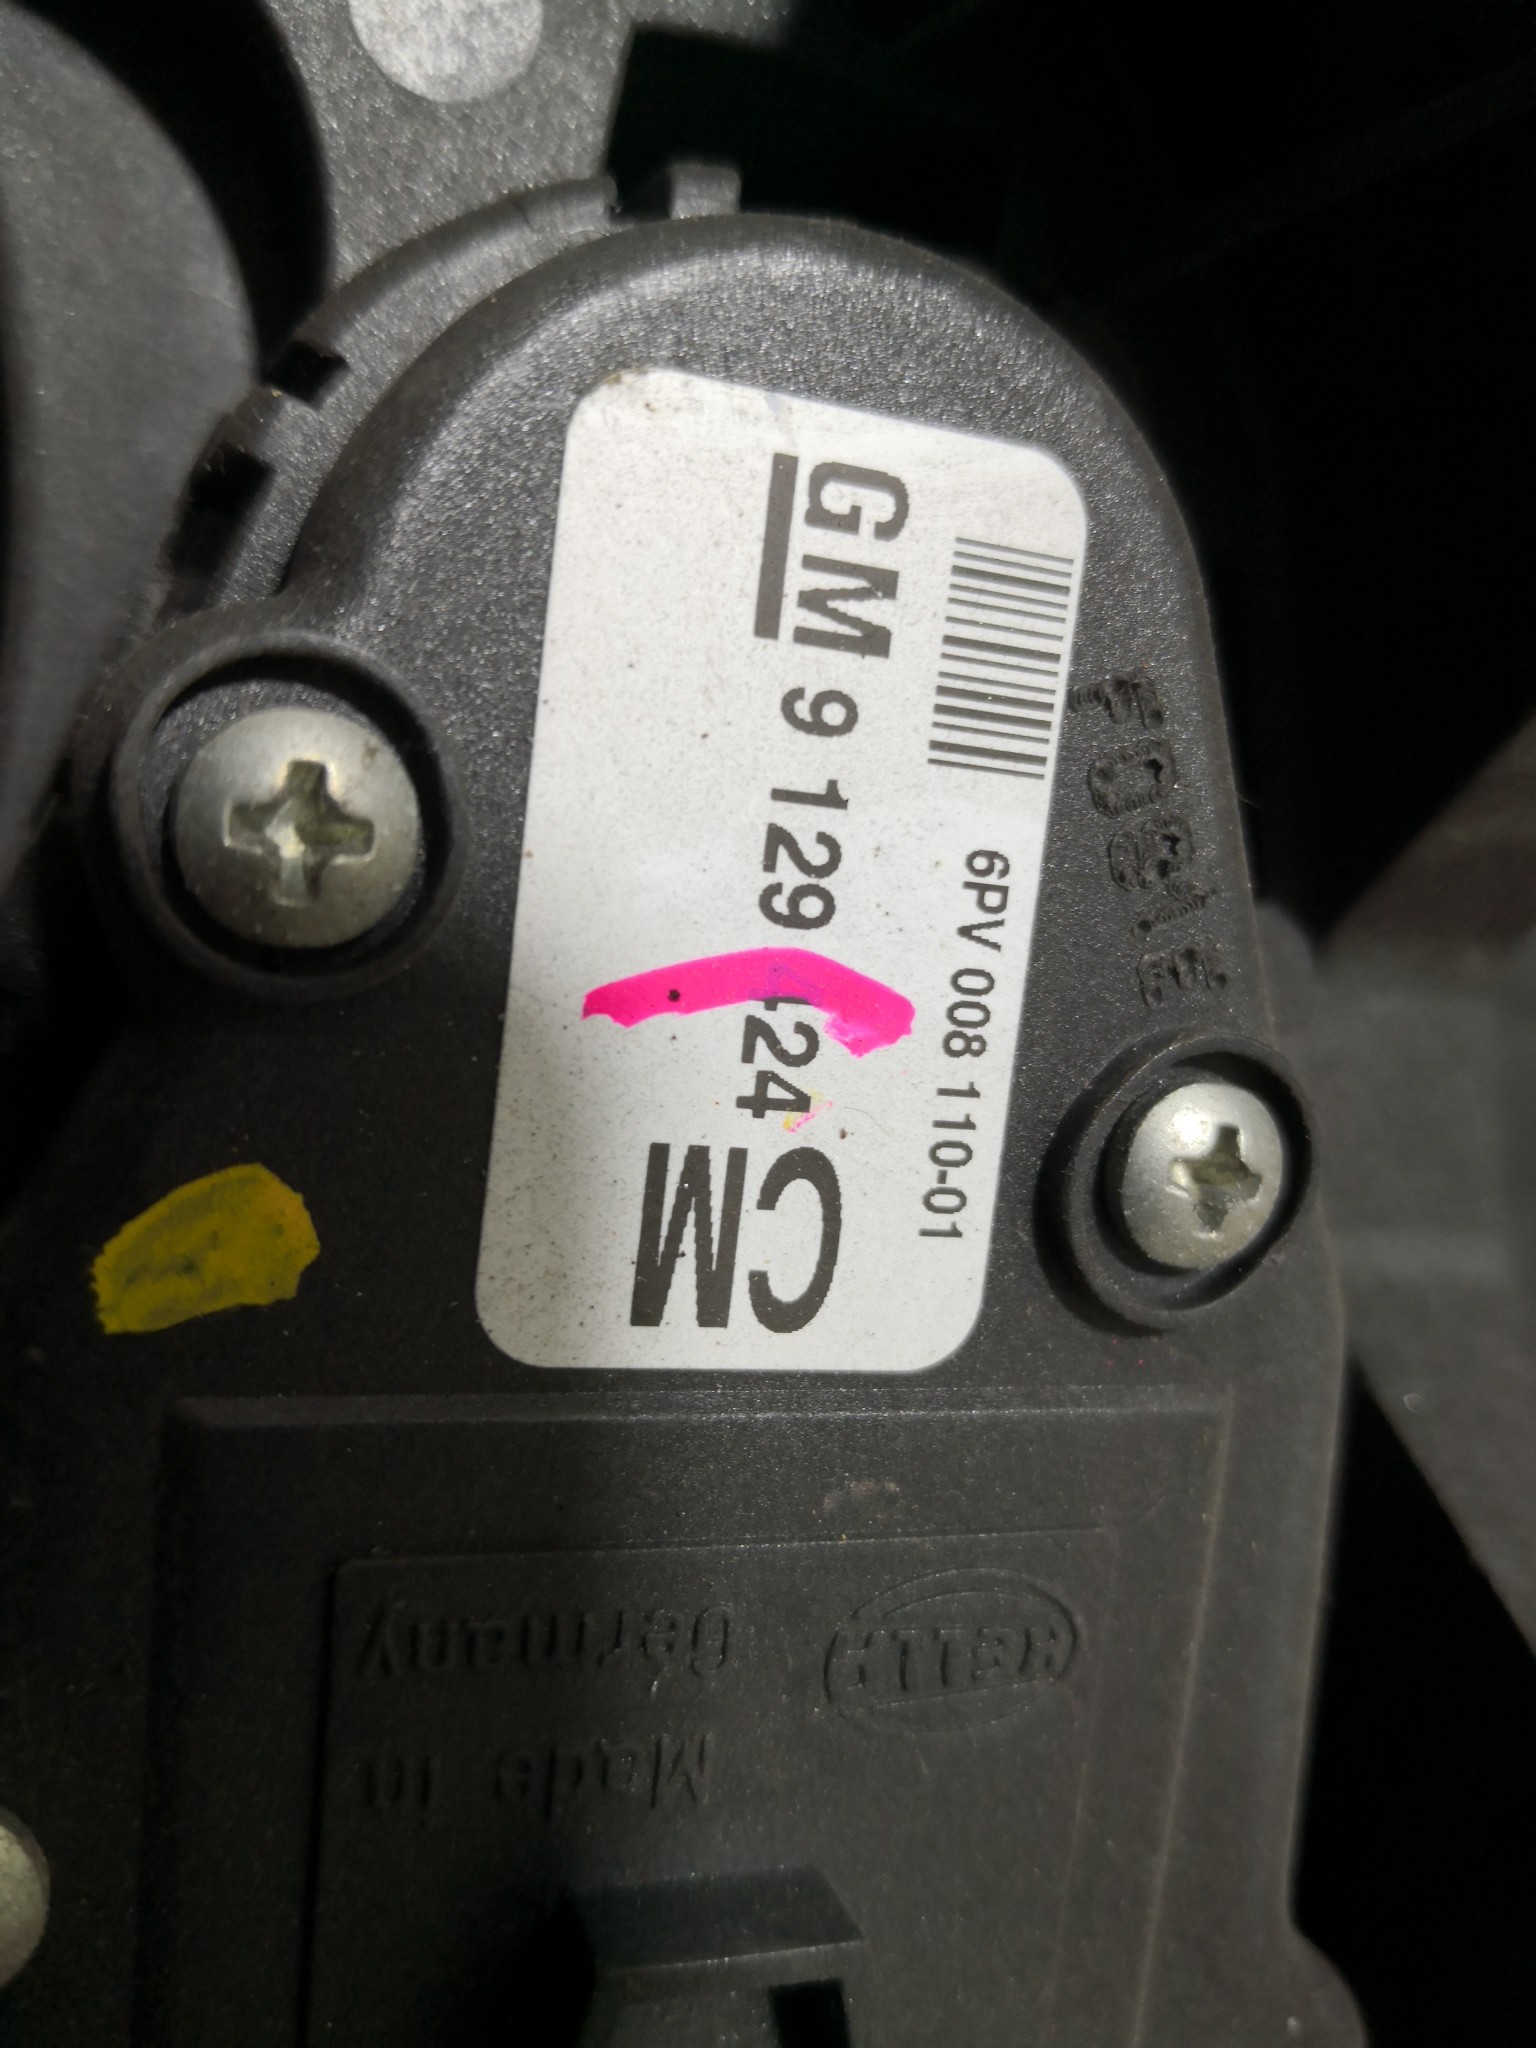 6PV 008 110-01
GM 9 129 424 CM
HELLA
Made in
Germany